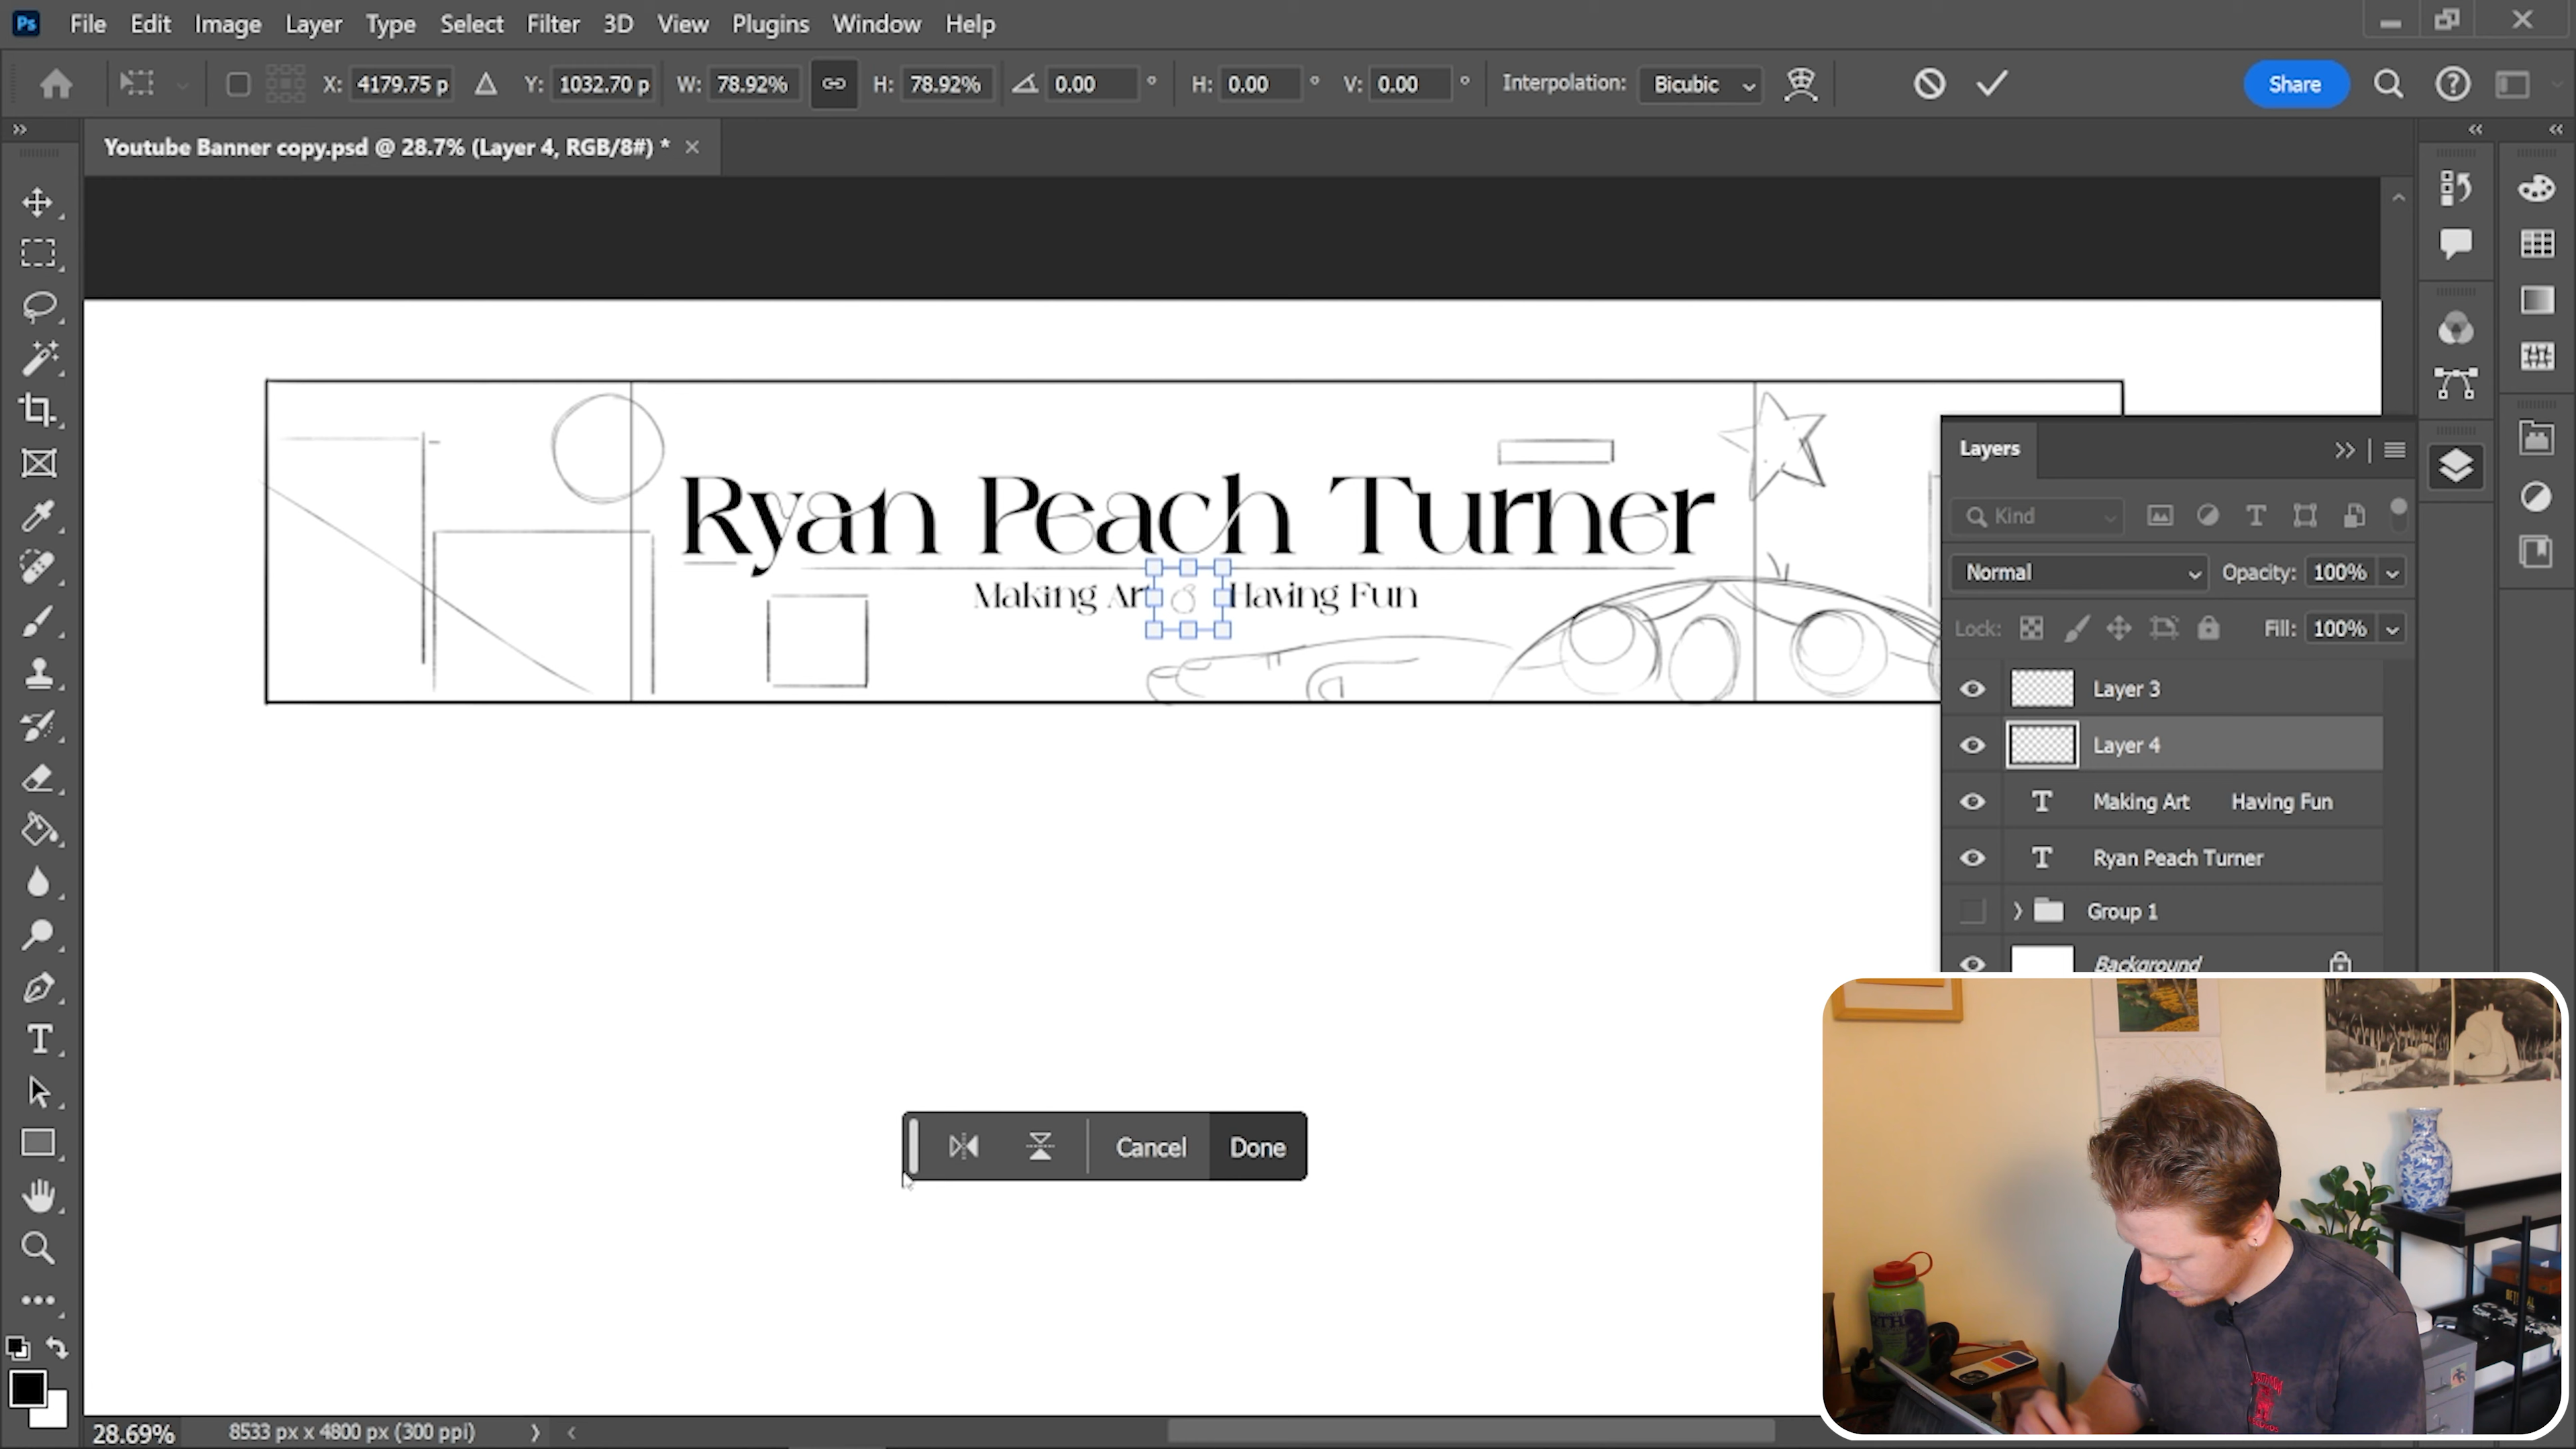 Ps File Edit Image Layer Type Select Filter 3D View Plugins Window Help
X: 4179.75 p Y: 1032.70 p W: 78.92% H: 78.92% 0.00 ° H: 0.00 ° V: 0.00 ° Interpolation: Bicubic Share
Youtube Banner copy.psd @ 28.7% (Layer 4, RGB/8#) * ×
Ryan Peach Turner
Making Art & Having Fun
Layers
Kind
Normal Opacity: 100%
Lock: Fill: 100%
Layer 3
Layer 4
Making Art Having Fun
Ryan Peach Turner
Group 1
Background
Cancel Done
28.69% 8533 px x 4800 px (300 ppi)